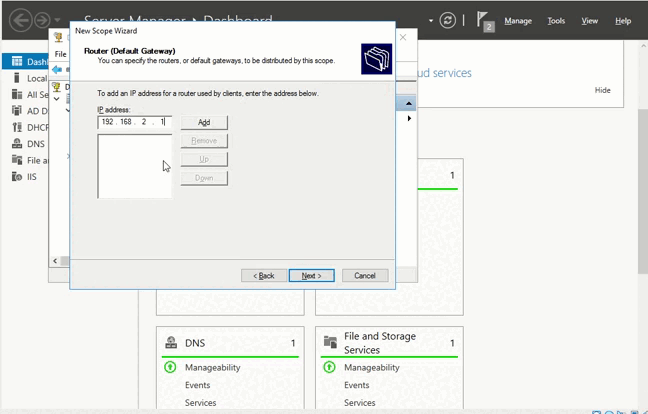 Server Manager › Dashboard
2
Manage
Tools
View
Help
New Scope Wizard
Router (Default Gateway)
You can specify the routers, or default gateways, to be distributed by this scope.
To add an IP address for a router used by clients, enter the address below.
IP address:
192 . 168 . 2 . 1
Add
Remove
Up
Down
< Back
Next >
Cancel
File
D
Dashb
Local
All Se
AD D
DHCP
DNS
File a
IIS
ud services
Hide
1
DNS 1
Manageability
Events
Services
File and Storage
Services 1
Manageability
Events
Services